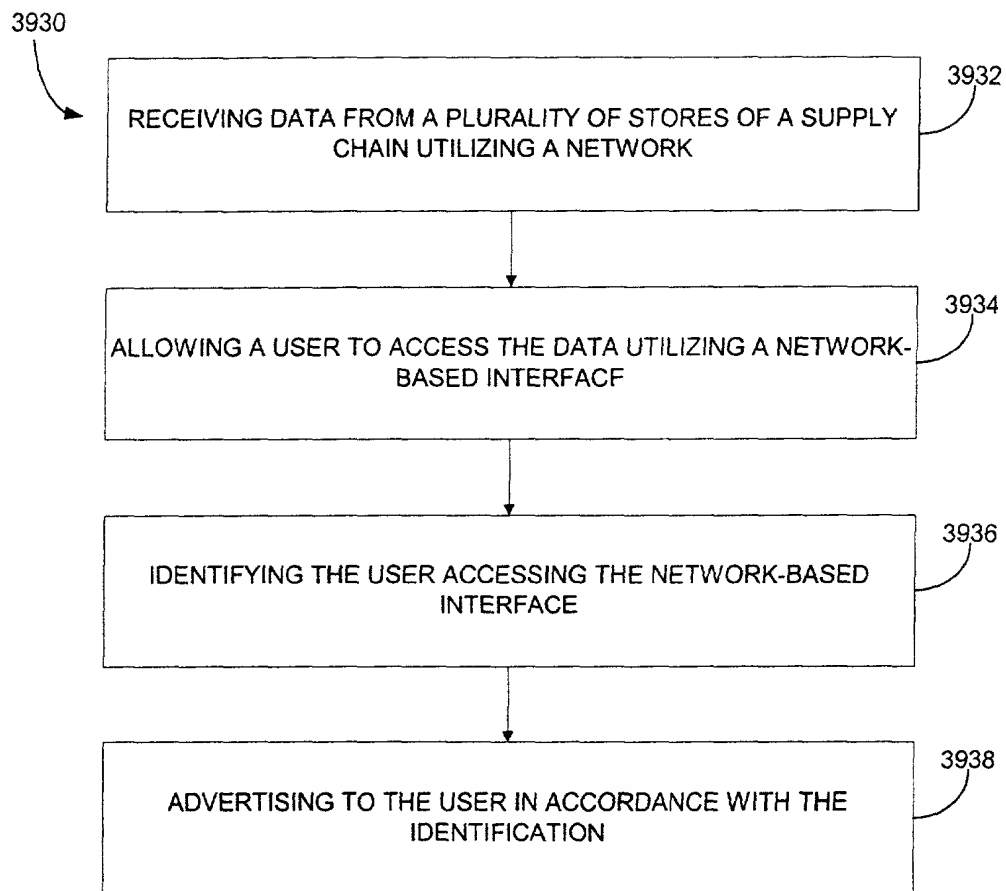 3930
3932
RECEIVING DATA FROM A PLURALITY OF STORES OF A SUPPLY
CHAIN UTILIZING A NETWORK
3934
ALLOWING A USER TO ACCESS THE DATA UTILIZING A NETWORK-
BASED INTERFACF
3936
IDENTIFYING THE USER ACCESSING THE NETWORK-BASED
INTERFACE
3938
ADVERTISING TO THE USER IN ACCORDANCE WITH THE
IDENTIFICATION